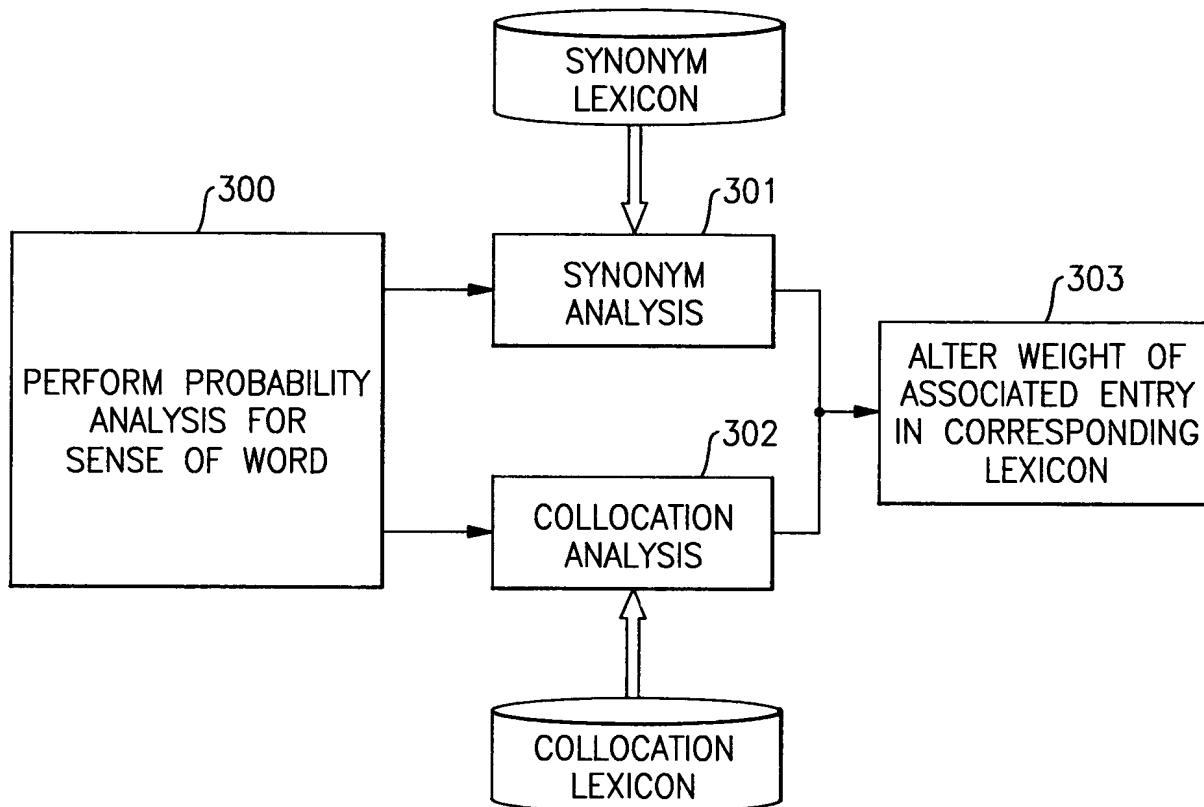 SYNONYM
LEXICON
300
301
SYNONYM
ANALYSIS
303
PERFORM PROBABILITY
ANALYSIS FOR
SENSE OF WORD
ALTER WEIGHT OF
ASSOCIATED ENTRY
IN CORRESPONDING
LEXICON
302
COLLOCATION
ANALYSIS
COLLOCATION
LEXICON